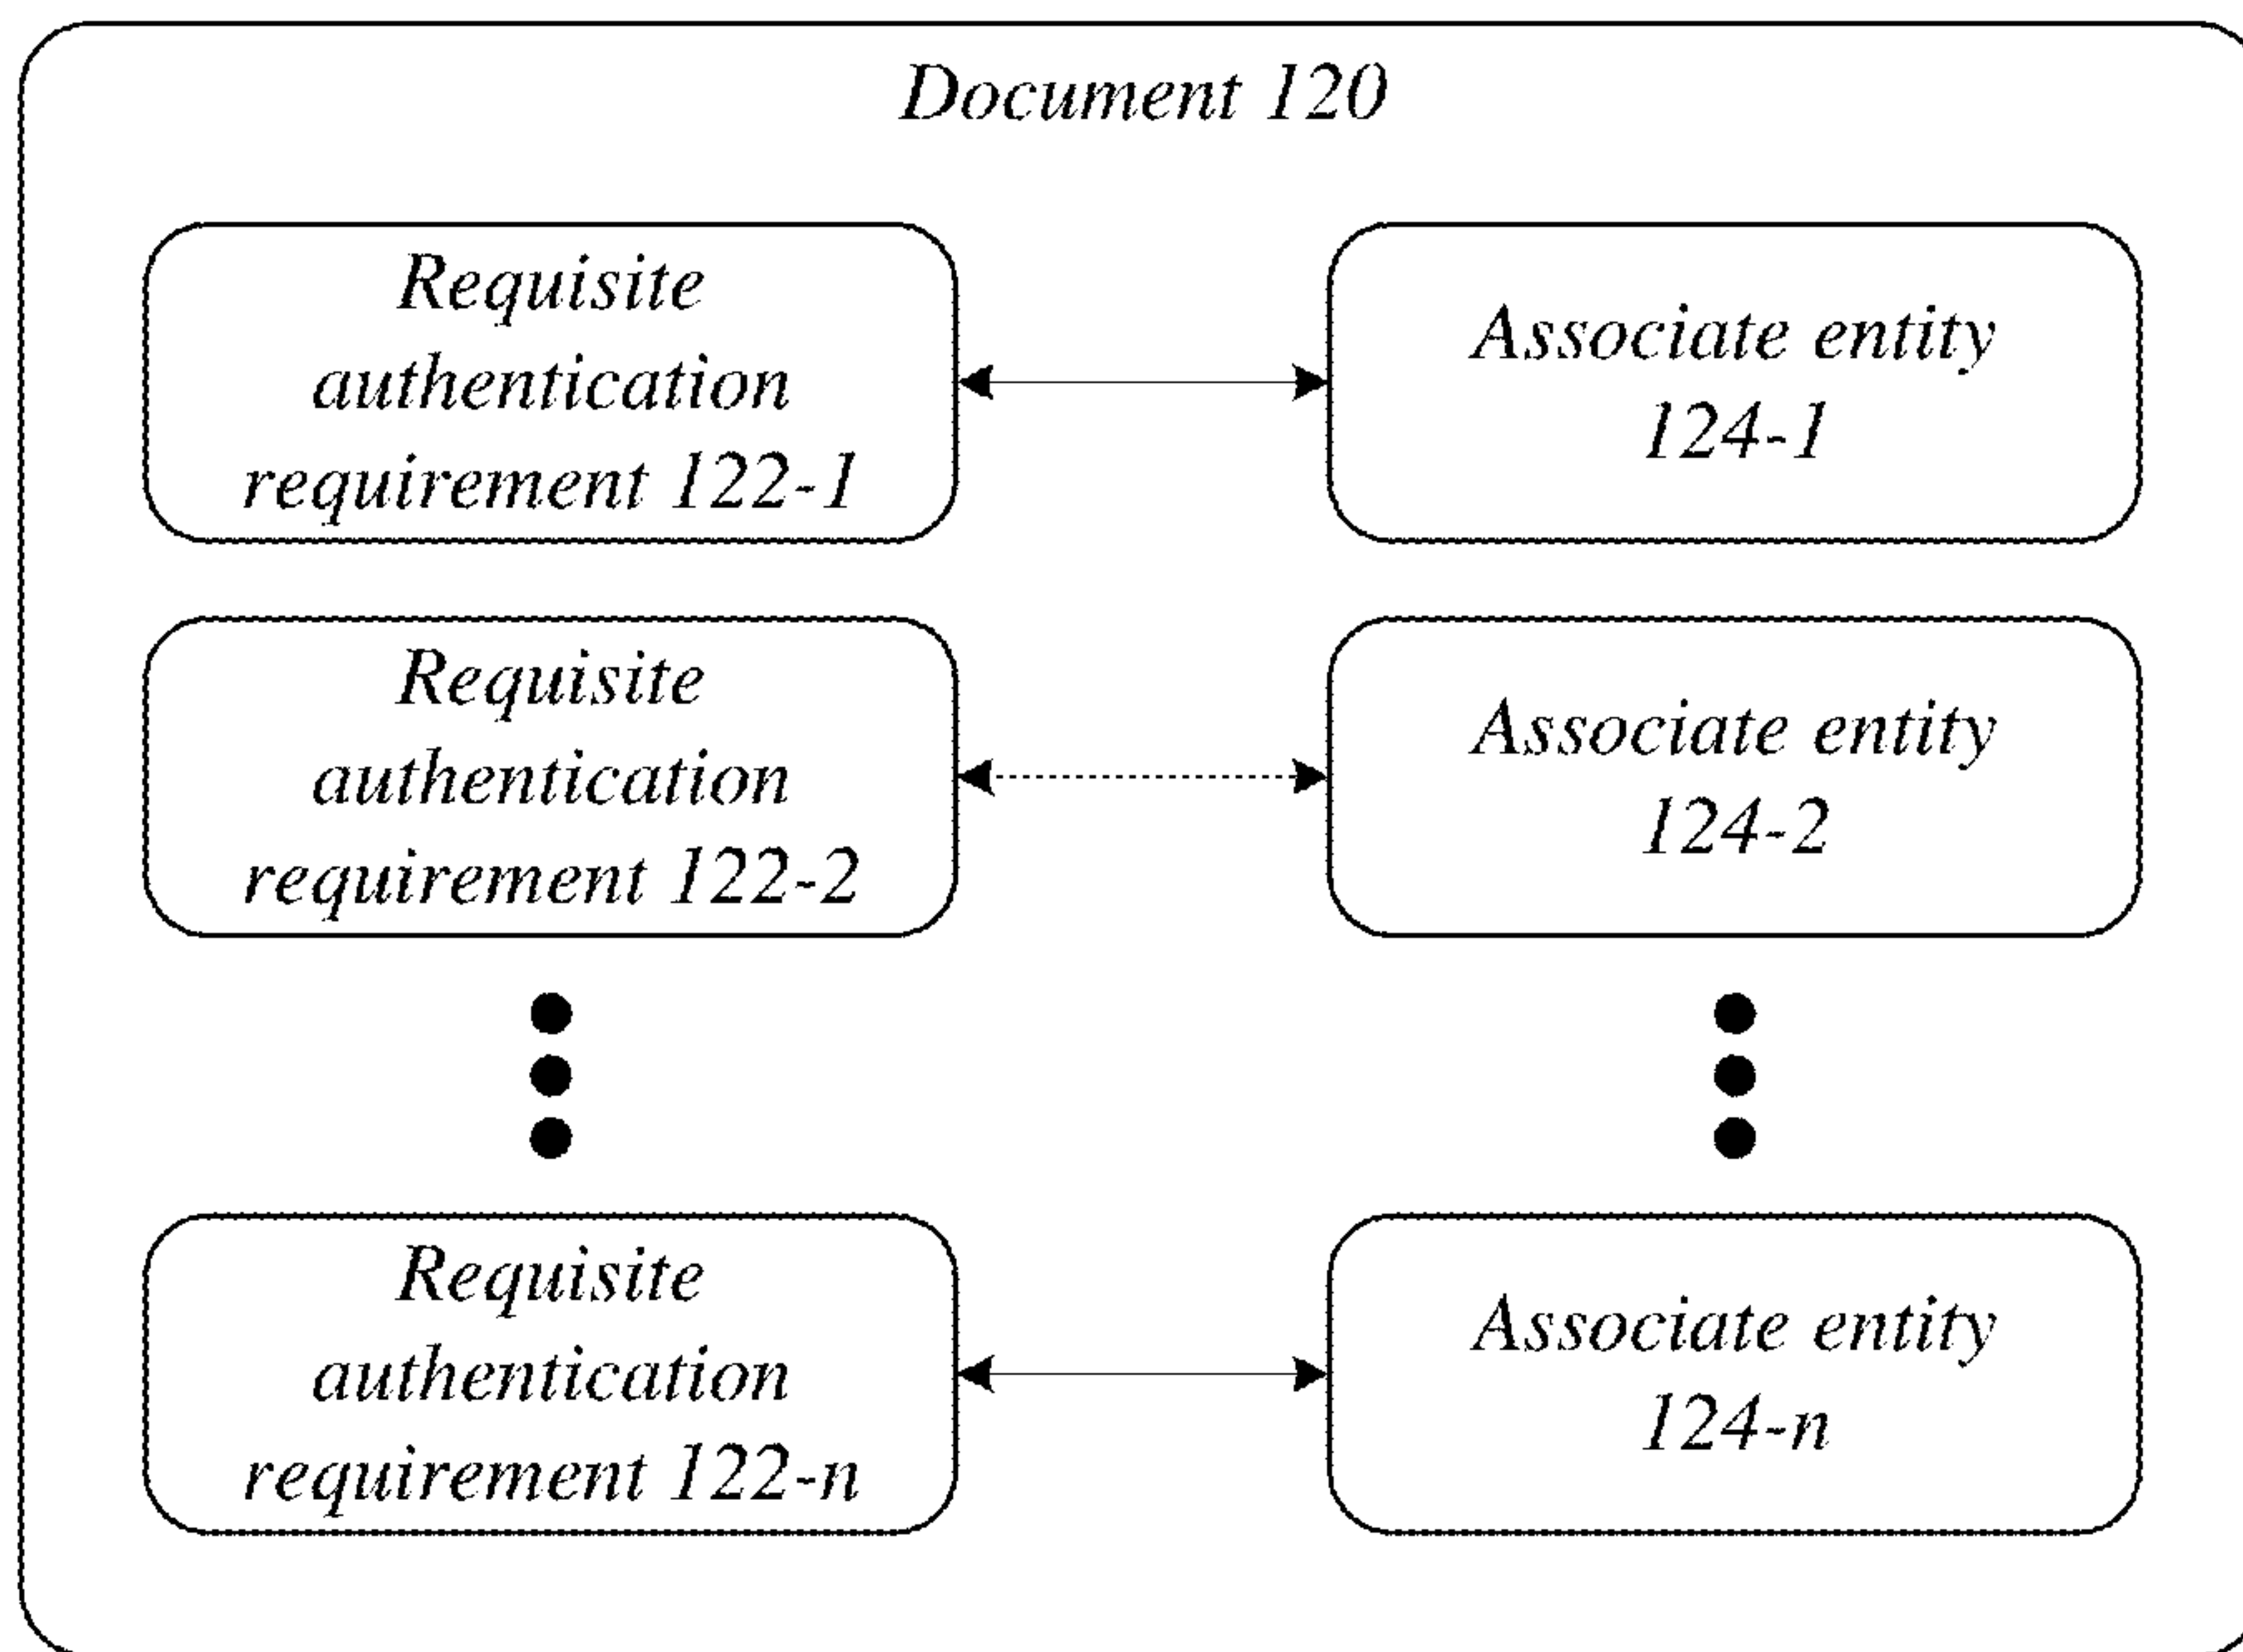 Document 120
Requisite
authentication
requirement 122-1
Associate entity
124-1
Requisite
authentication
requirement 122-2
Associate entity
124-2
Requisite
authentication
requirement 122-n
Associate entity
124-n